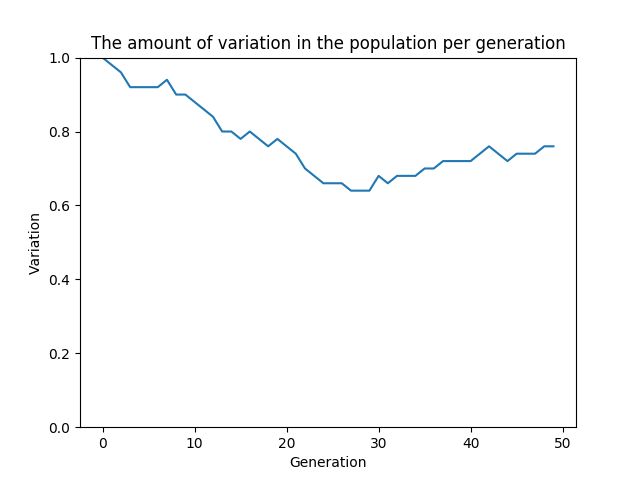 The amount of variation in the population per generation
1.0
0.8
0.6
0.4
0.2
0.0
Variation
0 10 20 30 40 50
Generation